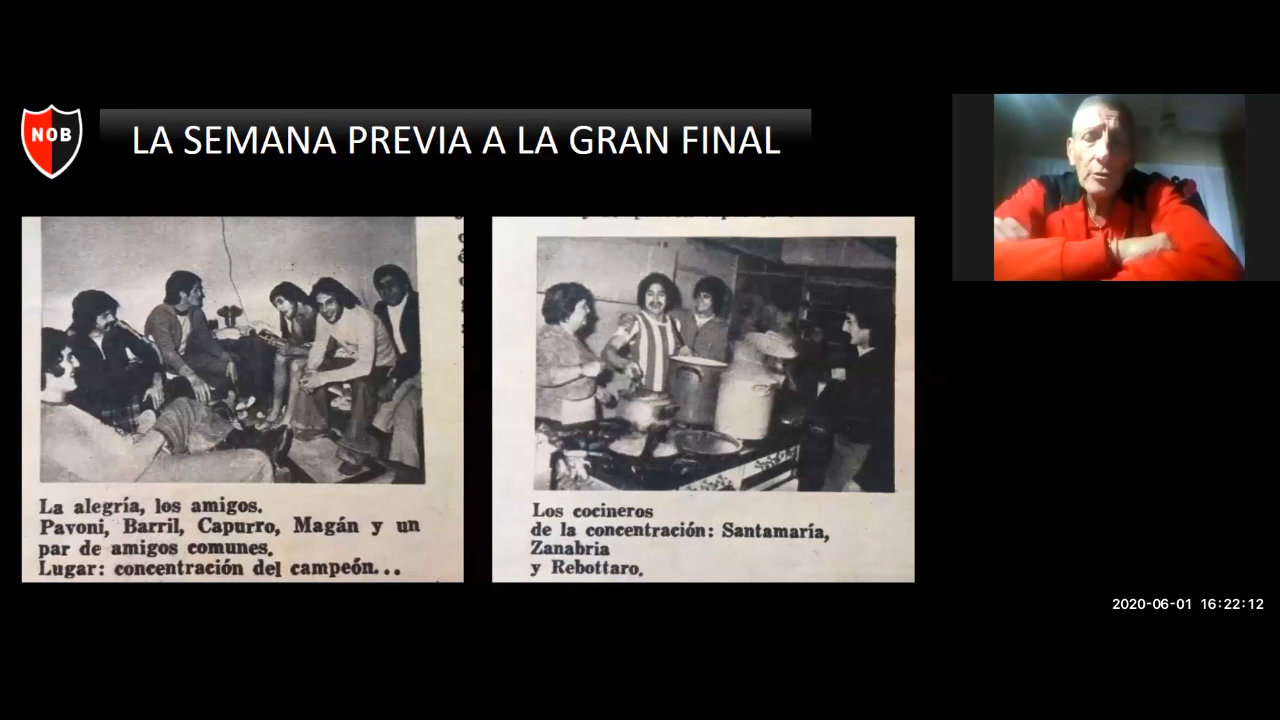 NOB
LA SEMANA PREVIA A LA GRAN FINAL
La alegría, los amigos.
Pavoni, Barril, Capurro, Magán y un
par de amigos comunes.
Lugar: concentración del campeón...
Los cocineros
de la concentración: Santamaría,
Zanabria
y Rebottaro.
2020-06-01 16:22:12